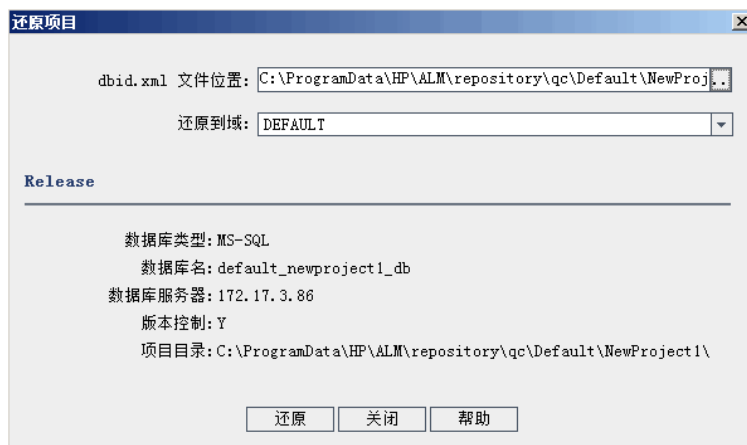 还原项目
dbid.xml 文件位置: C:\ProgramData\HP\ALM\repository\qc\Default\NewProj ..
还原到域: DEFAULT
Release
数据库类型: MS-SQL
数据库名: default_newproject1_db
数据库服务器: 172.17.3.86
版本控制: Y
项目目录: C:\ProgramData\HP\ALM\repository\qc\Default\NewProject1\
还原 关闭 帮助